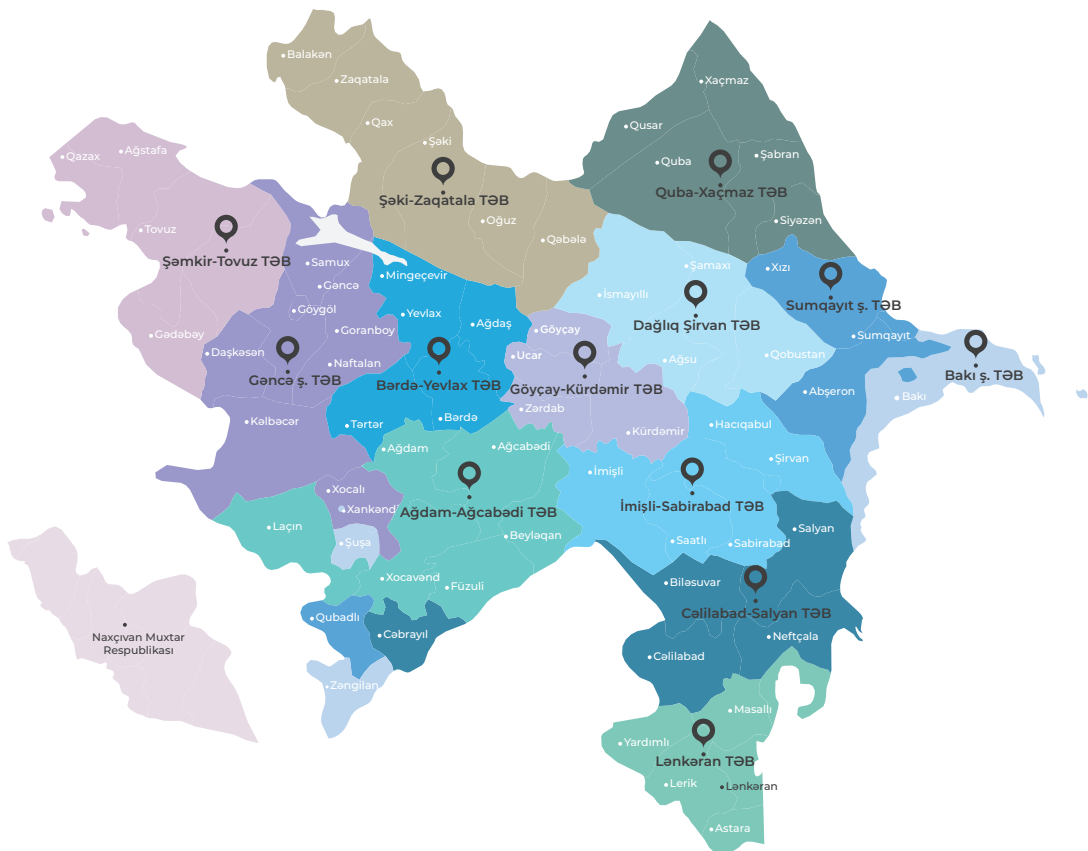 Balakən
Zaqatala
Xaçmaz
Qax
Qusar
Şəki
Ağstafa
Qazax
Quba
Şabran
Quba-Xaçmaz TƏB
Şəki-Zaqatala TƏB
Oğuz
Siyəzən
Tovuz
Qəbələ
Şəmkir-Tovuz TƏB
Samux
Mingeçevir
Şamaxı
Xızı
Gəncə
İsmayıllı
Sumqayıt ş. TƏB
Göygöl
Yevlax
Ağdaş
Göyçay
Dağlıq Şirvan TƏB
Goranboy
Gədəbəy
Sumqayıt
Daşkəsən
Naftalan
Ucar
Ağsu
Qobustan
Gəncə ş. TƏB
Bərdə-Yevlax TƏB
Göyçay-Kürdəmir TƏB
Bakı ş. TƏB
Abşeron
Bakı
Zərdab
Kəlbəcər
Tərtər
Bərdə
Kürdəmir
Hacıqabul
Ağdam
Ağcabədi
Şirvan
İmişli
Xocalı
Xankəndi
Ağdam-Ağcabədi TƏB
İmişli-Sabirabad TƏB
Laçın
Salyan
Şuşa
Beyləqan
Saatlı
Sabirabad
Xocavənd
Füzuli
Biləsuvar
Cəlilabad-Salyan TƏB
Qubadlı
Cəbrayıl
Neftçala
Naxçıvan Muxtar
Respublikası
Cəlilabad
Zəngilan
Masallı
Yardımlı
Lənkəran TƏB
Lerik
Lənkəran
Astara